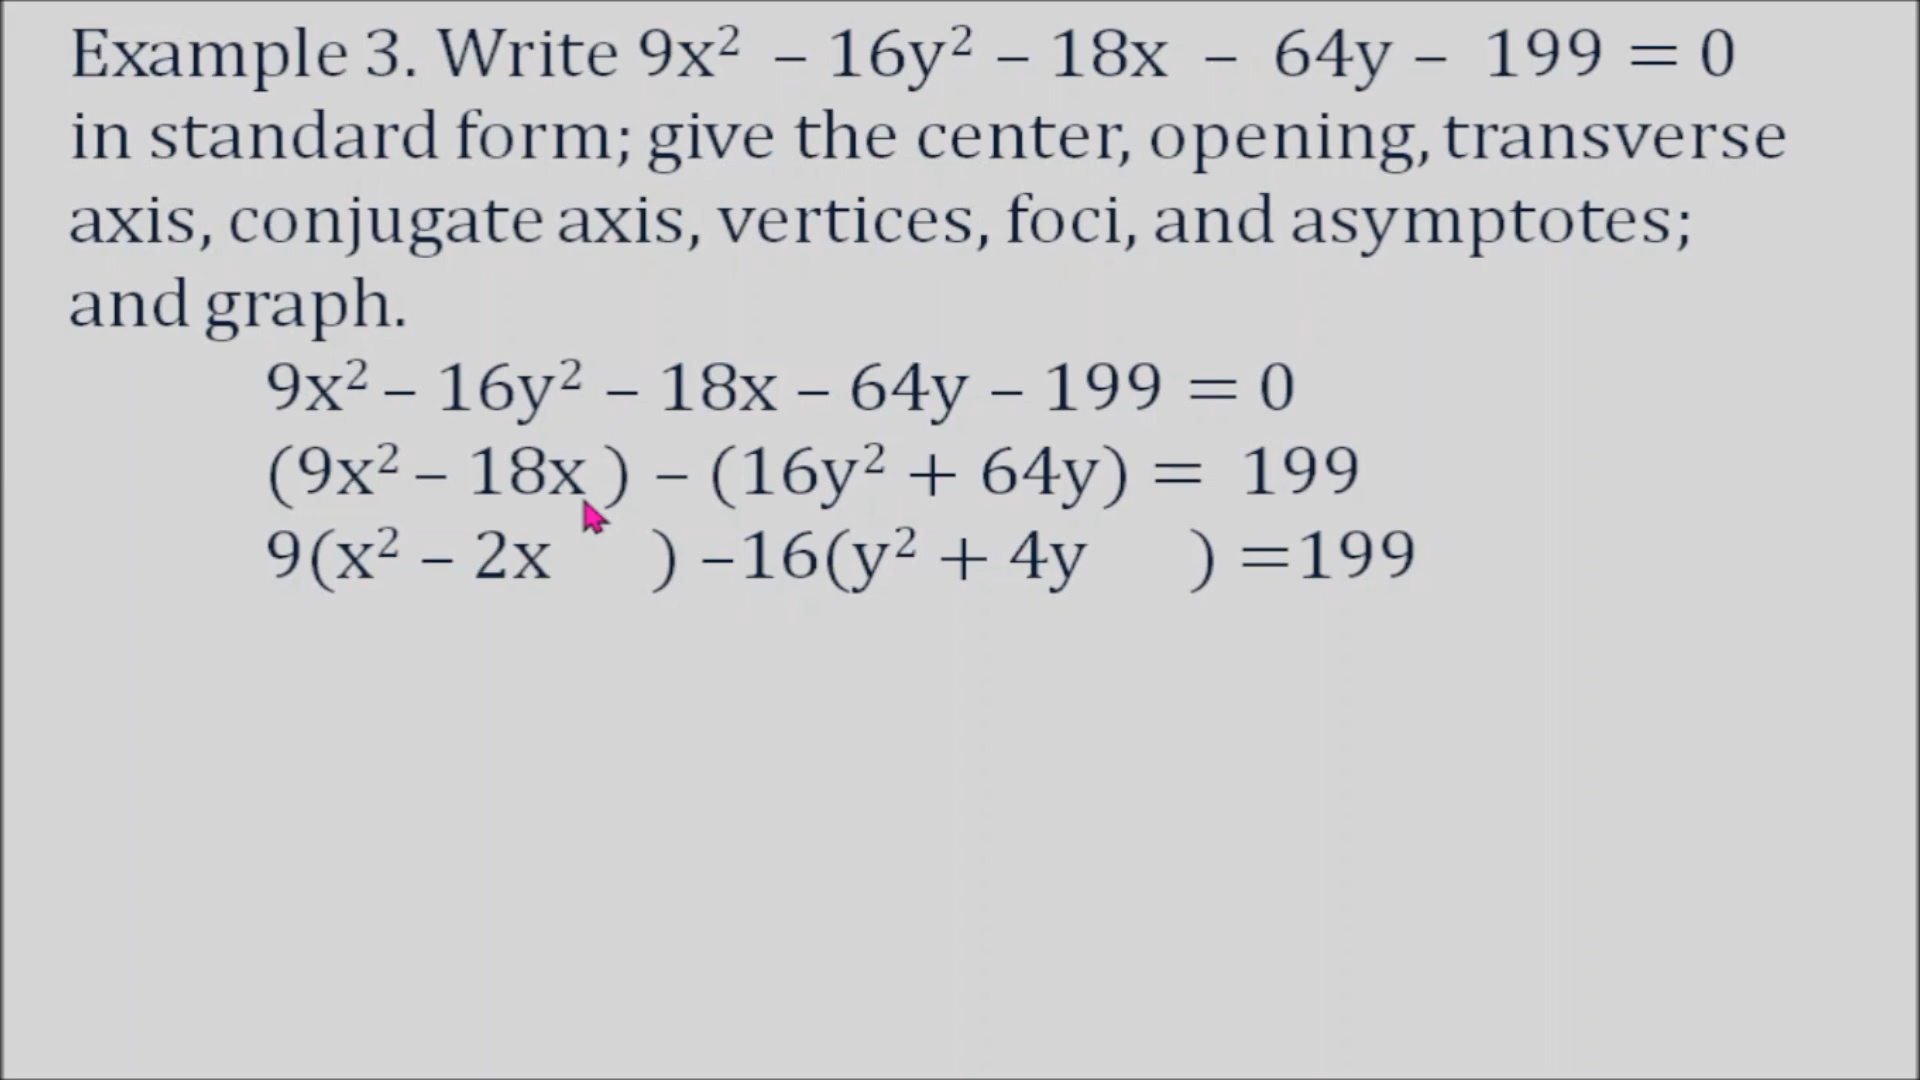 Example 3. Write 9x² – 16y² – 18x – 64y – 199 = 0
in standard form; give the center, opening, transverse
axis, conjugate axis, vertices, foci, and asymptotes;
and graph.
9x² – 16y² – 18x – 64y – 199 = 0
(9x² – 18x ) – (16y² + 64y) = 199
9(x² – 2x ) –16(y² + 4y ) =199